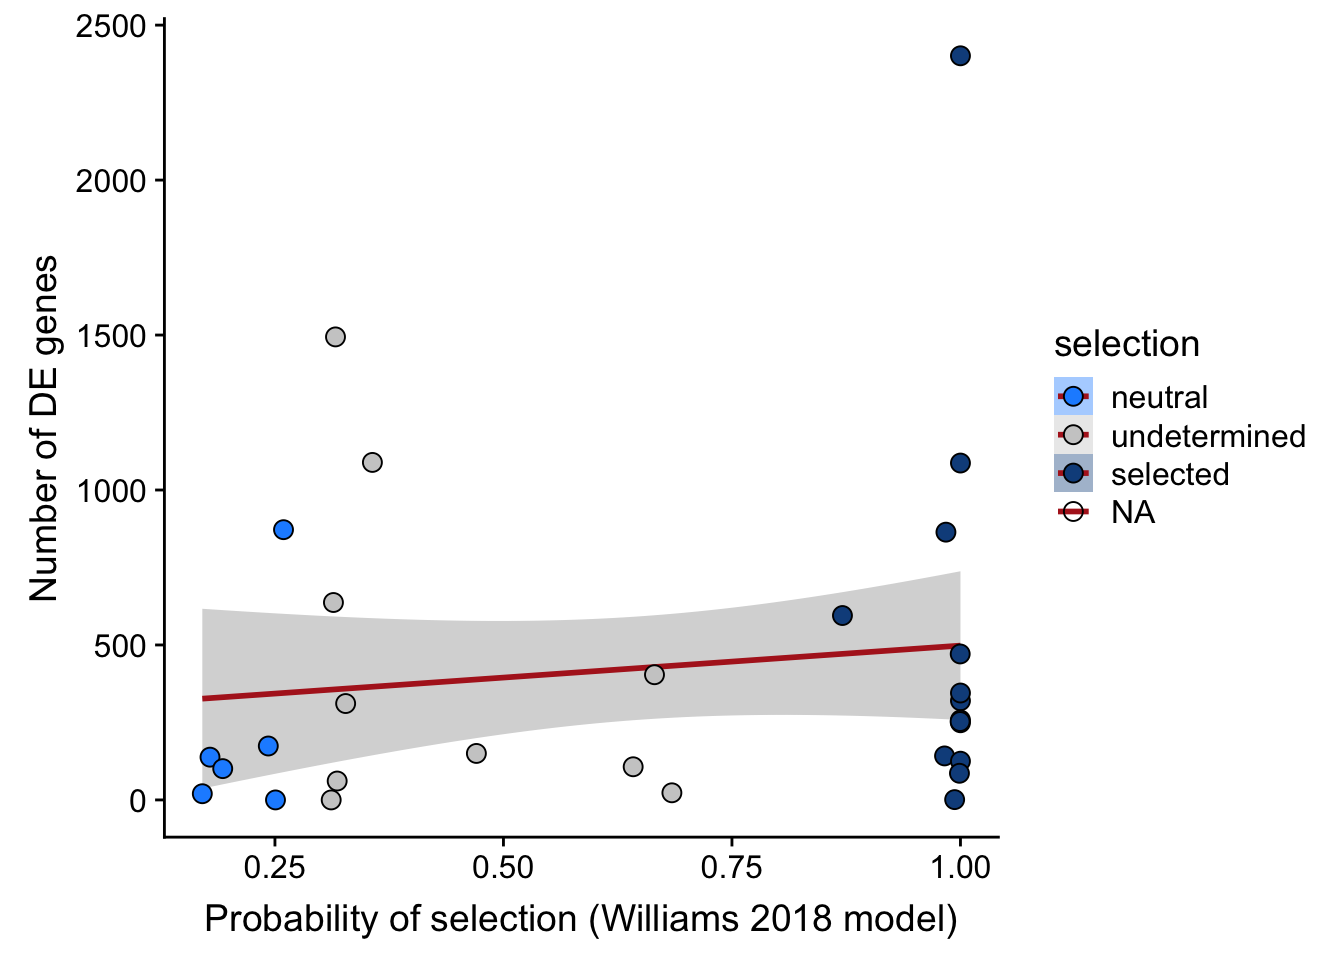 2500
2000
1500
1000
500
0
Number of DE genes
0.25 0.50 0.75 1.00
Probability of selection (Williams 2018 model)
selection
neutral
undetermined
selected
NA